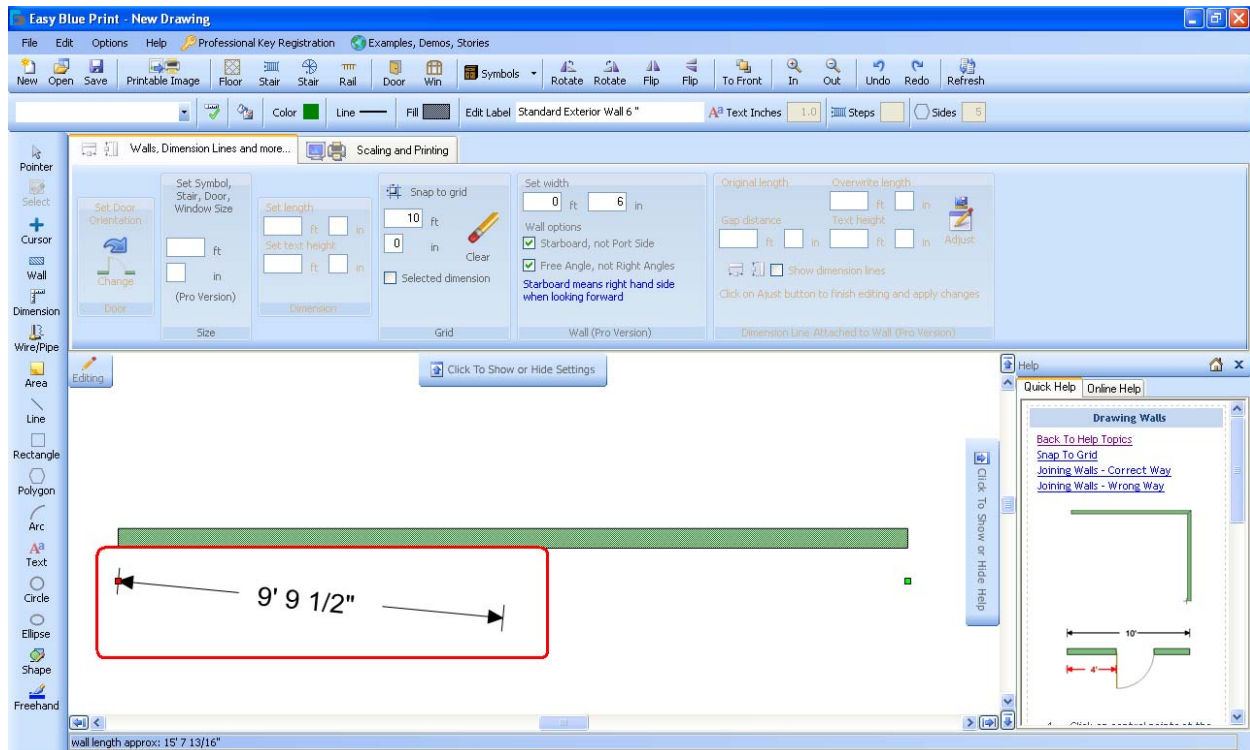 Easy Blue Print - New Drawing
File Edit Options Help Professional Key Registration Examples, Demos, Stories
New Open Save Printable Image Floor Stair Stair Rail Door Win Symbols Rotate Rotate Flip Flip To Front In Out Undo Redo Refresh
Color Line Fill Edit Label Standard Exterior Wall 6 " Aª Text Inches 1.0 Steps Sides 5
Walls, Dimension Lines and more... Scaling and Printing
Pointer
Select
Cursor
Wall
Dimension
Wire/Pipe
Area
Line
Rectangle
Polygon
Arc
Aª
Text
Circle
Ellipse
Shape
Freehand
Set Door
Orientation
Change
Door
Set Symbol,
Stair, Door,
Window Size
ft
in
(Pro Version)
Size
Set length
ft in
Set text height
ft in
Dimension
Snap to grid
10 ft
0 in
Clear
Selected dimension
Grid
Set width
0 ft 6 in
Wall options
Starboard, not Port Side
Free Angle, not Right Angles
Starboard means right hand side
when looking forward
Wall (Pro Version)
Original length Overwrite length
ft in
Gap distance Text height
ft in ft in Adjust
Show dimension lines
Click on Ajust button to finish editing and apply changes
Dimension Line Attached to Wall (Pro Version)
Editing
Click To Show or Hide Settings
9' 9 1/2"
Click To Show or Hide Help
Help
Quick Help Online Help
Drawing Walls
Back To Help Topics
Snap To Grid
Joining Walls - Correct Way
Joining Walls - Wrong Way
10'
4'
wall length approx: 15' 7 13/16"